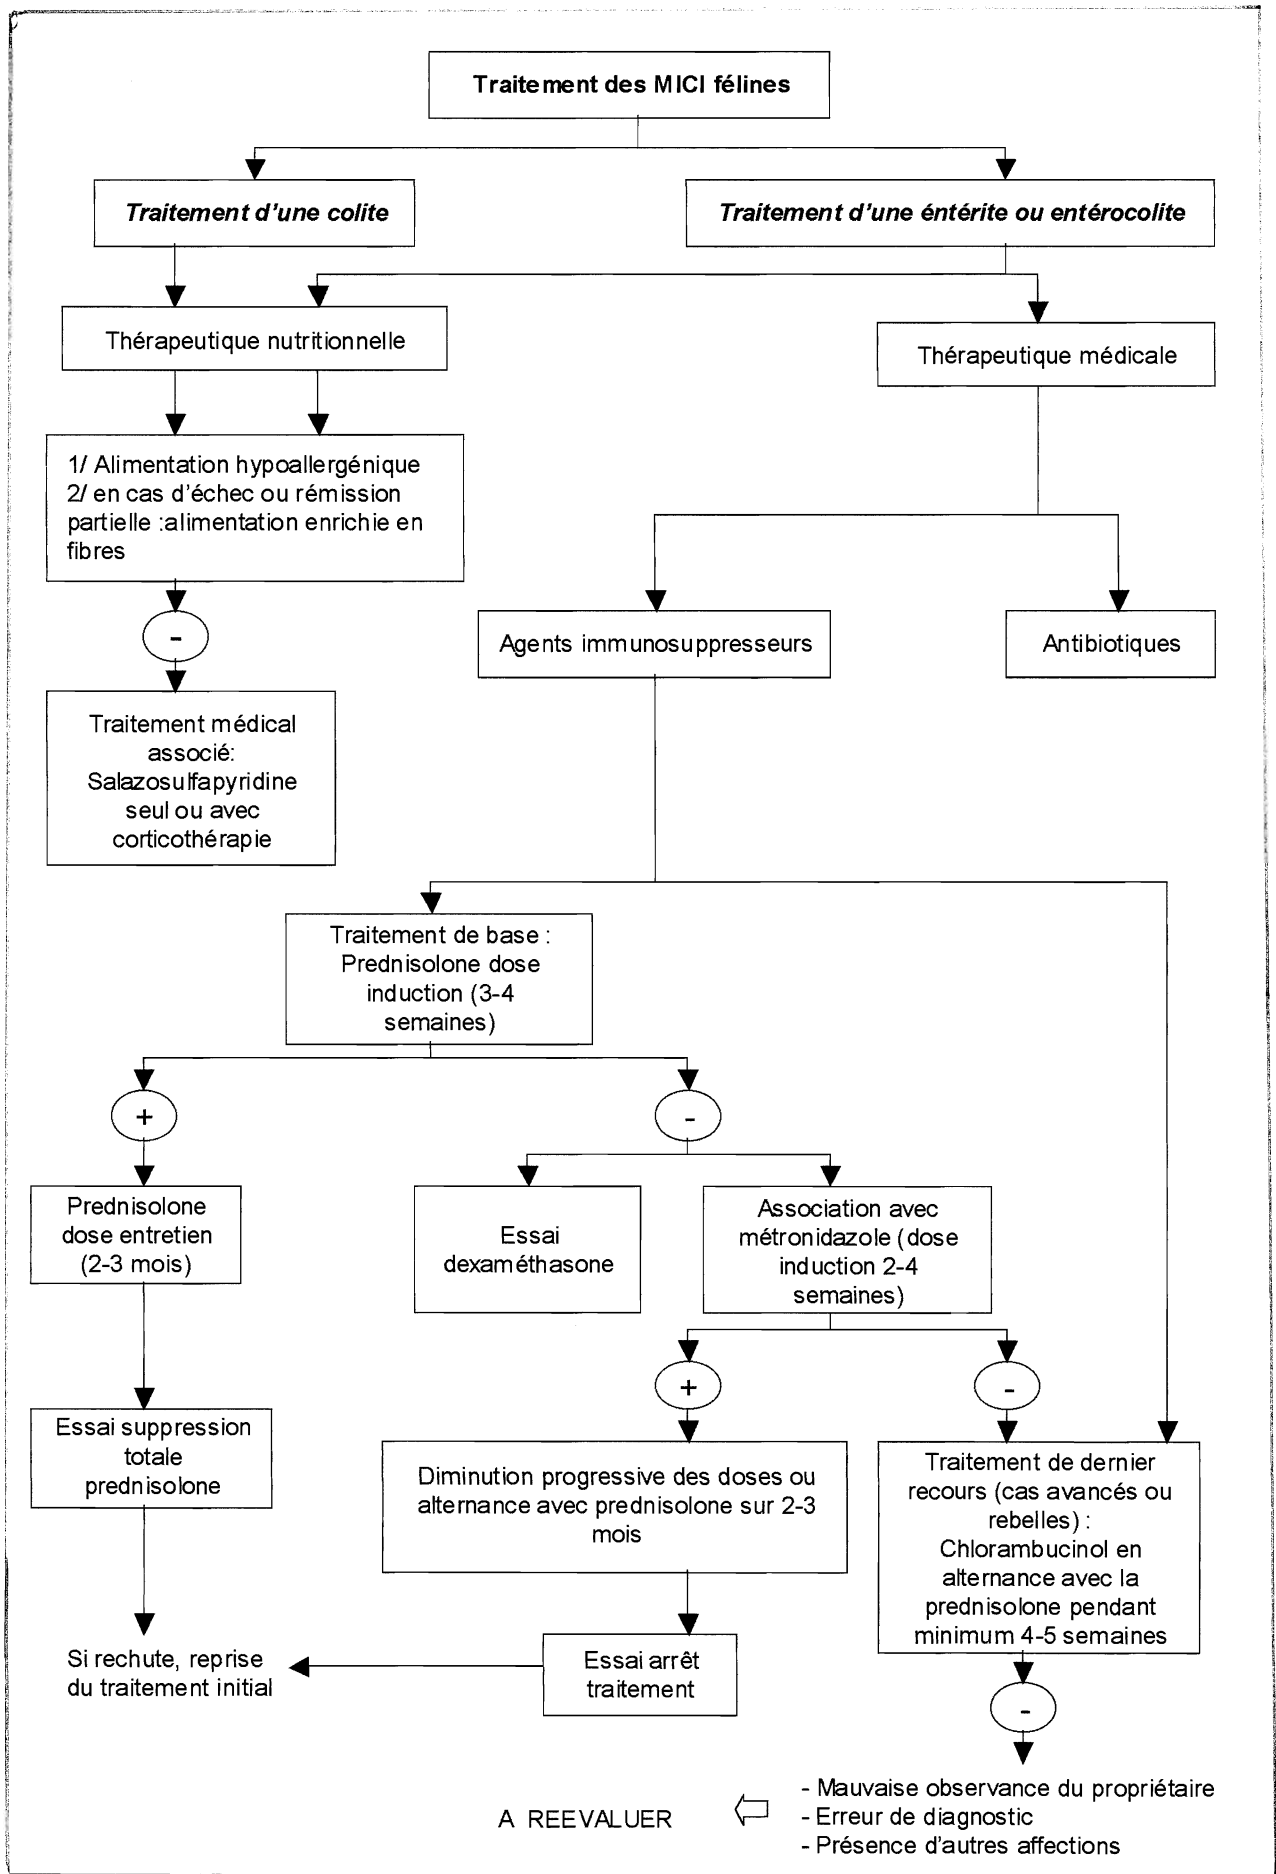 Traitement des MICI félines
Traitement d'une colite
Traitement d'une éntérite ou entérocolite
Thérapeutique nutritionnelle
Thérapeutique médicale
1/ Alimentation hypoallergénique
2/ en cas d'échec ou rémission
partielle :alimentation enrichie en
fibres
-
Agents immunosuppresseurs
Antibiotiques
Traitement médical
associé:
Salazosulfapyridine
seul ou avec
corticothérapie
Traitement de base :
Prednisolone dose
induction (3-4
semaines)
+
-
Prednisolone
dose entretien
(2-3 mois)
Essai
dexaméthasone
Association avec
métronidazole (dose
induction 2-4
semaines)
+
-
Essai suppression
totale
prednisolone
Diminution progressive des doses ou
alternance avec prednisolone sur 2-3
mois
Traitement de dernier
recours (cas avancés ou
rebelles) :
Chlorambucinol en
alternance avec la
prednisolone pendant
minimum 4-5 semaines
Si rechute, reprise
du traitement initial
Essai arrêt
traitement
-
- Mauvaise observance du propriétaire
- Erreur de diagnostic
- Présence d'autres affections
A REEVALUER